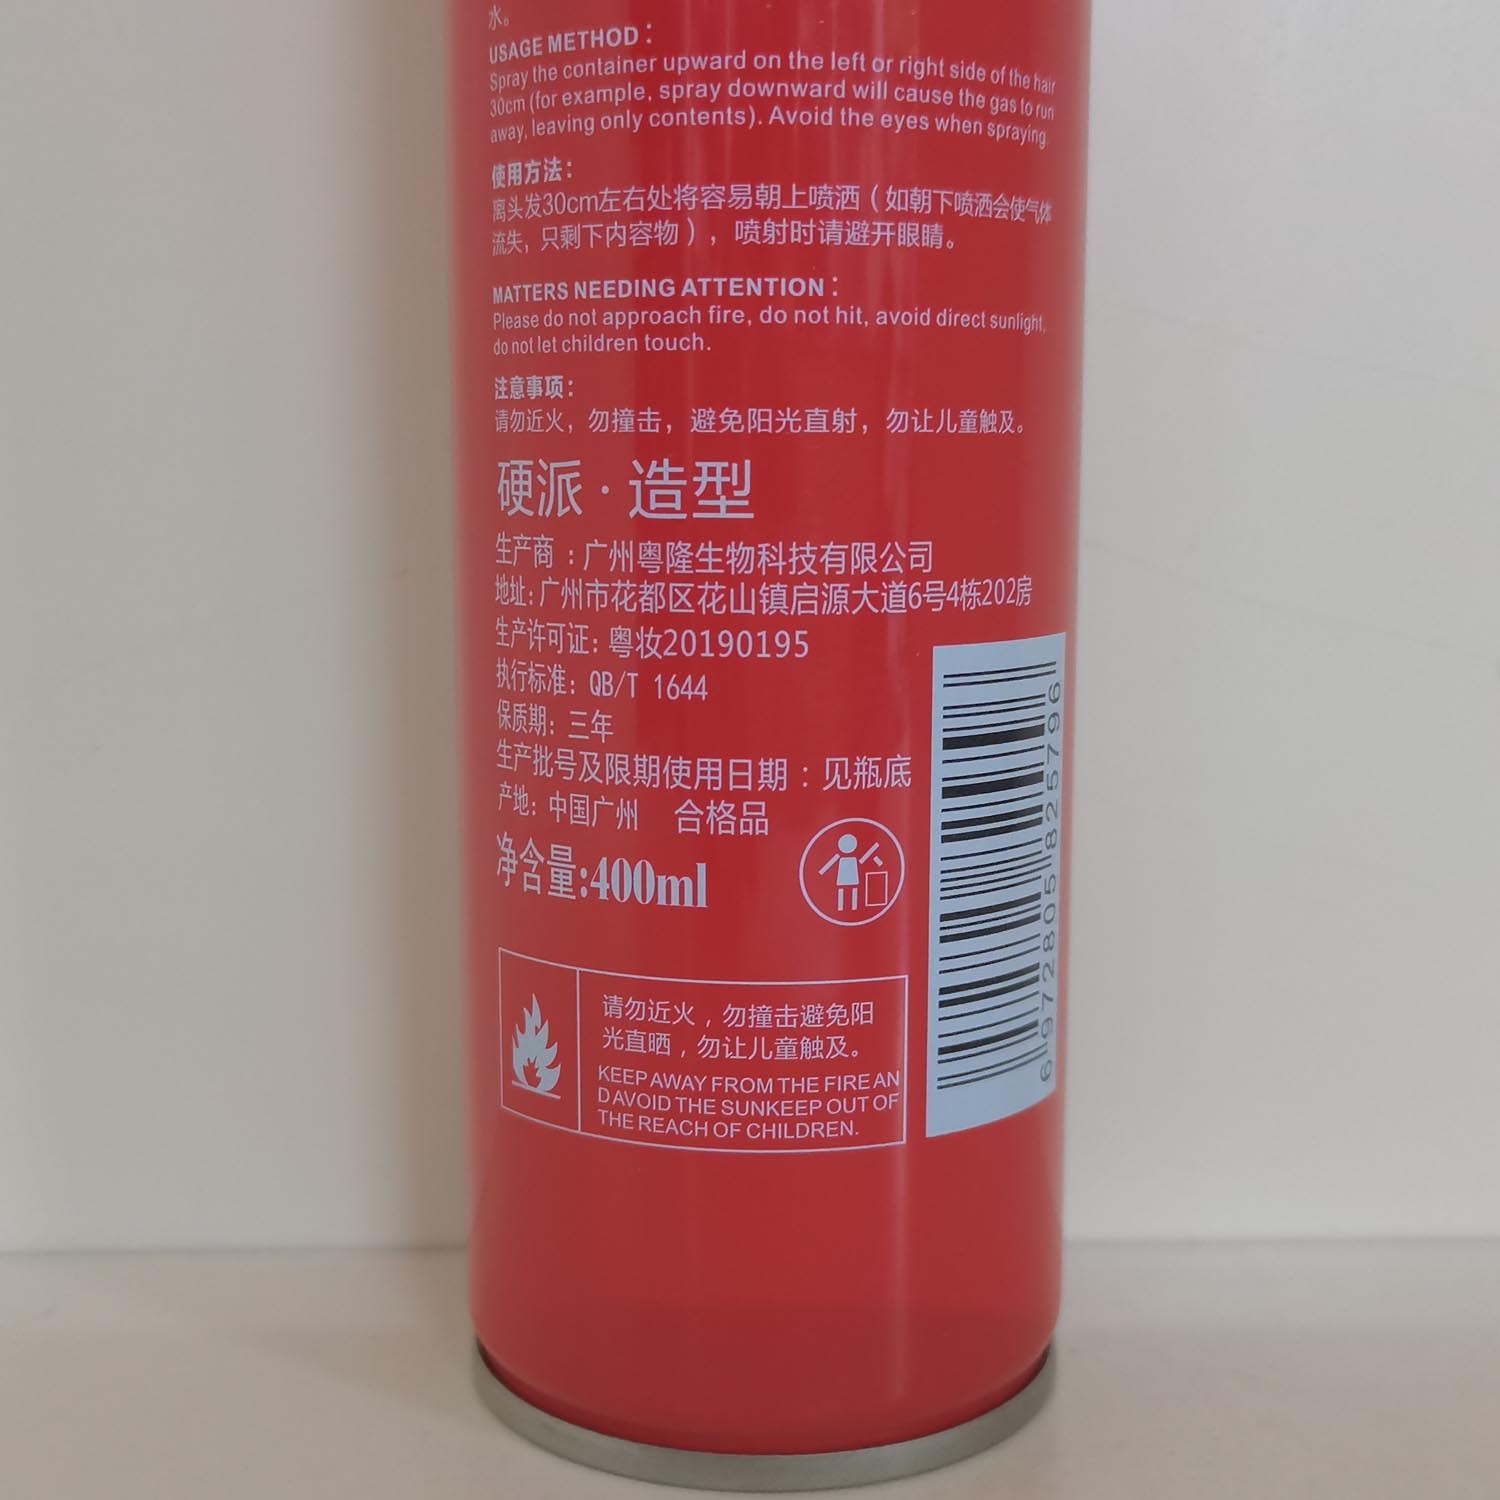 水。
USAGE METHOD：
Spray the container upward on the left or right side of the hair
30cm (for example, spray downward will cause the gas to run
away, leaving only contents). Avoid the eyes when spraying.
使用方法：
离头发30cm左右处将容易朝上喷洒（如朝下喷洒会使气体
流失，只剩下内容物），喷射时请避开眼睛。
MATTERS NEEDING ATTENTION：
Please do not approach fire, do not hit, avoid direct sunlight,
do not let children touch.
注意事项：
请勿近火，勿撞击，避免阳光直射，勿让儿童触及。
硬派·造型
生产商：广州粤隆生物科技有限公司
地址：广州市花都区花山镇启源大道6号4栋202房
生产许可证：粤妆20190195
执行标准：QB/T 1644
保质期：三年
生产批号及限期使用日期：见瓶底
产地：中国广州 合格品
净含量:400ml
请勿近火，勿撞击避免阳
光直晒，勿让儿童触及。
KEEP AWAY FROM THE FIRE AN
D AVOID THE SUNKEEP OUT OF
THE REACH OF CHILDREN.
6972805825796